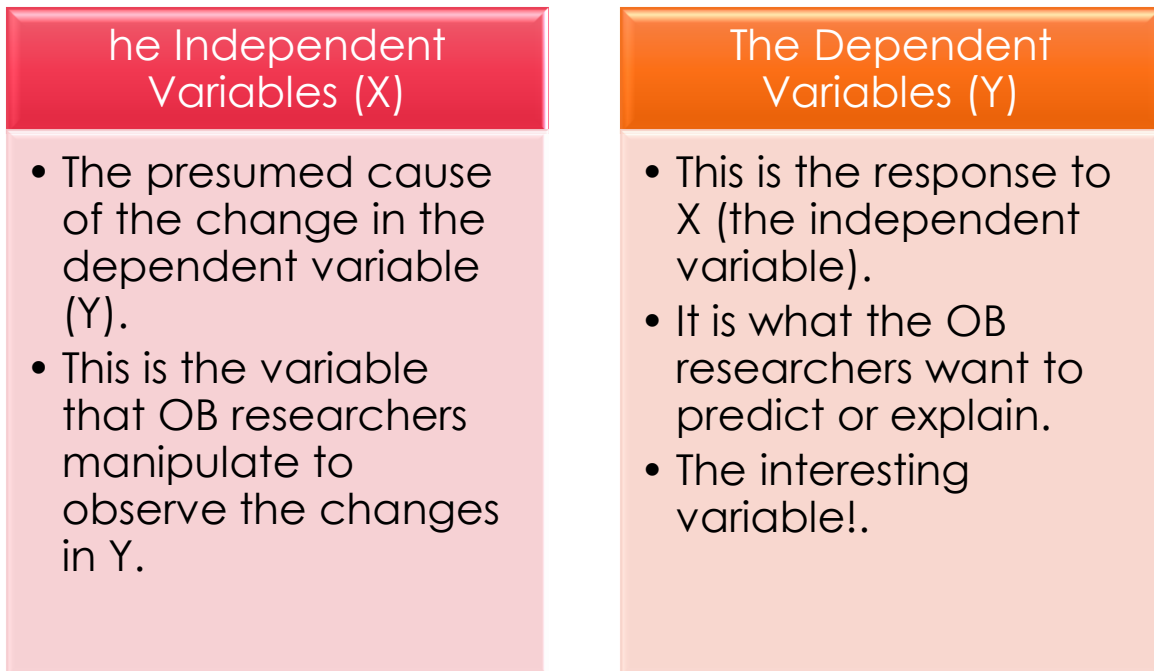 he Independent
Variables (X)
• The presumed cause
of the change in the
dependent variable
(Y).
• This is the variable
that OB researchers
manipulate to
observe the changes
in Y.
The Dependent
Variables (Y)
• This is the response to
X (the independent
variable).
• It is what the OB
researchers want to
predict or explain.
• The interesting
variable!.